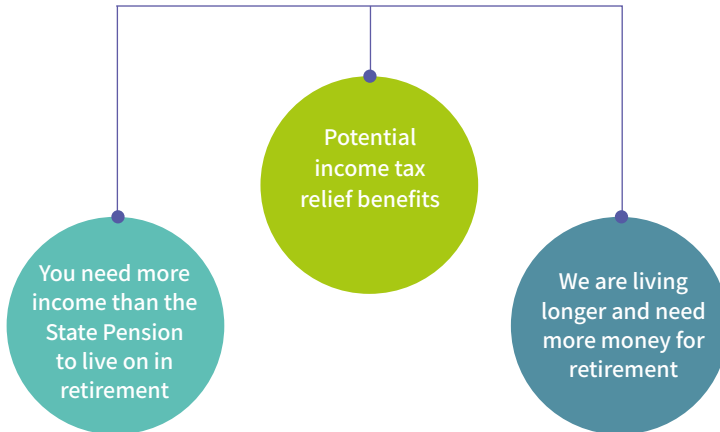 Potential
income tax
relief benefits
You need more
income than the
State Pension
to live on in
retirement
We are living
longer and need
more money for
retirement